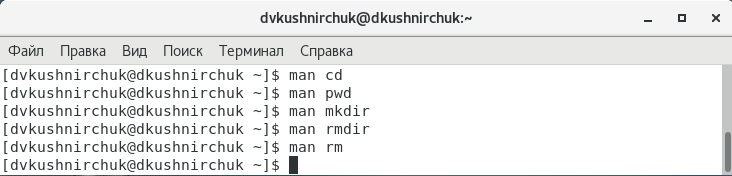 dvkushnirchuk@dkushnirchuk:~
Файл Правка Вид Поиск Терминал Справка
[dvkushnirchuk@dkushnirchuk ~]$ man cd
[dvkushnirchuk@dkushnirchuk ~]$ man pwd
[dvkushnirchuk@dkushnirchuk ~]$ man mkdir
[dvkushnirchuk@dkushnirchuk ~]$ man rmdir
[dvkushnirchuk@dkushnirchuk ~]$ man rm
[dvkushnirchuk@dkushnirchuk ~]$